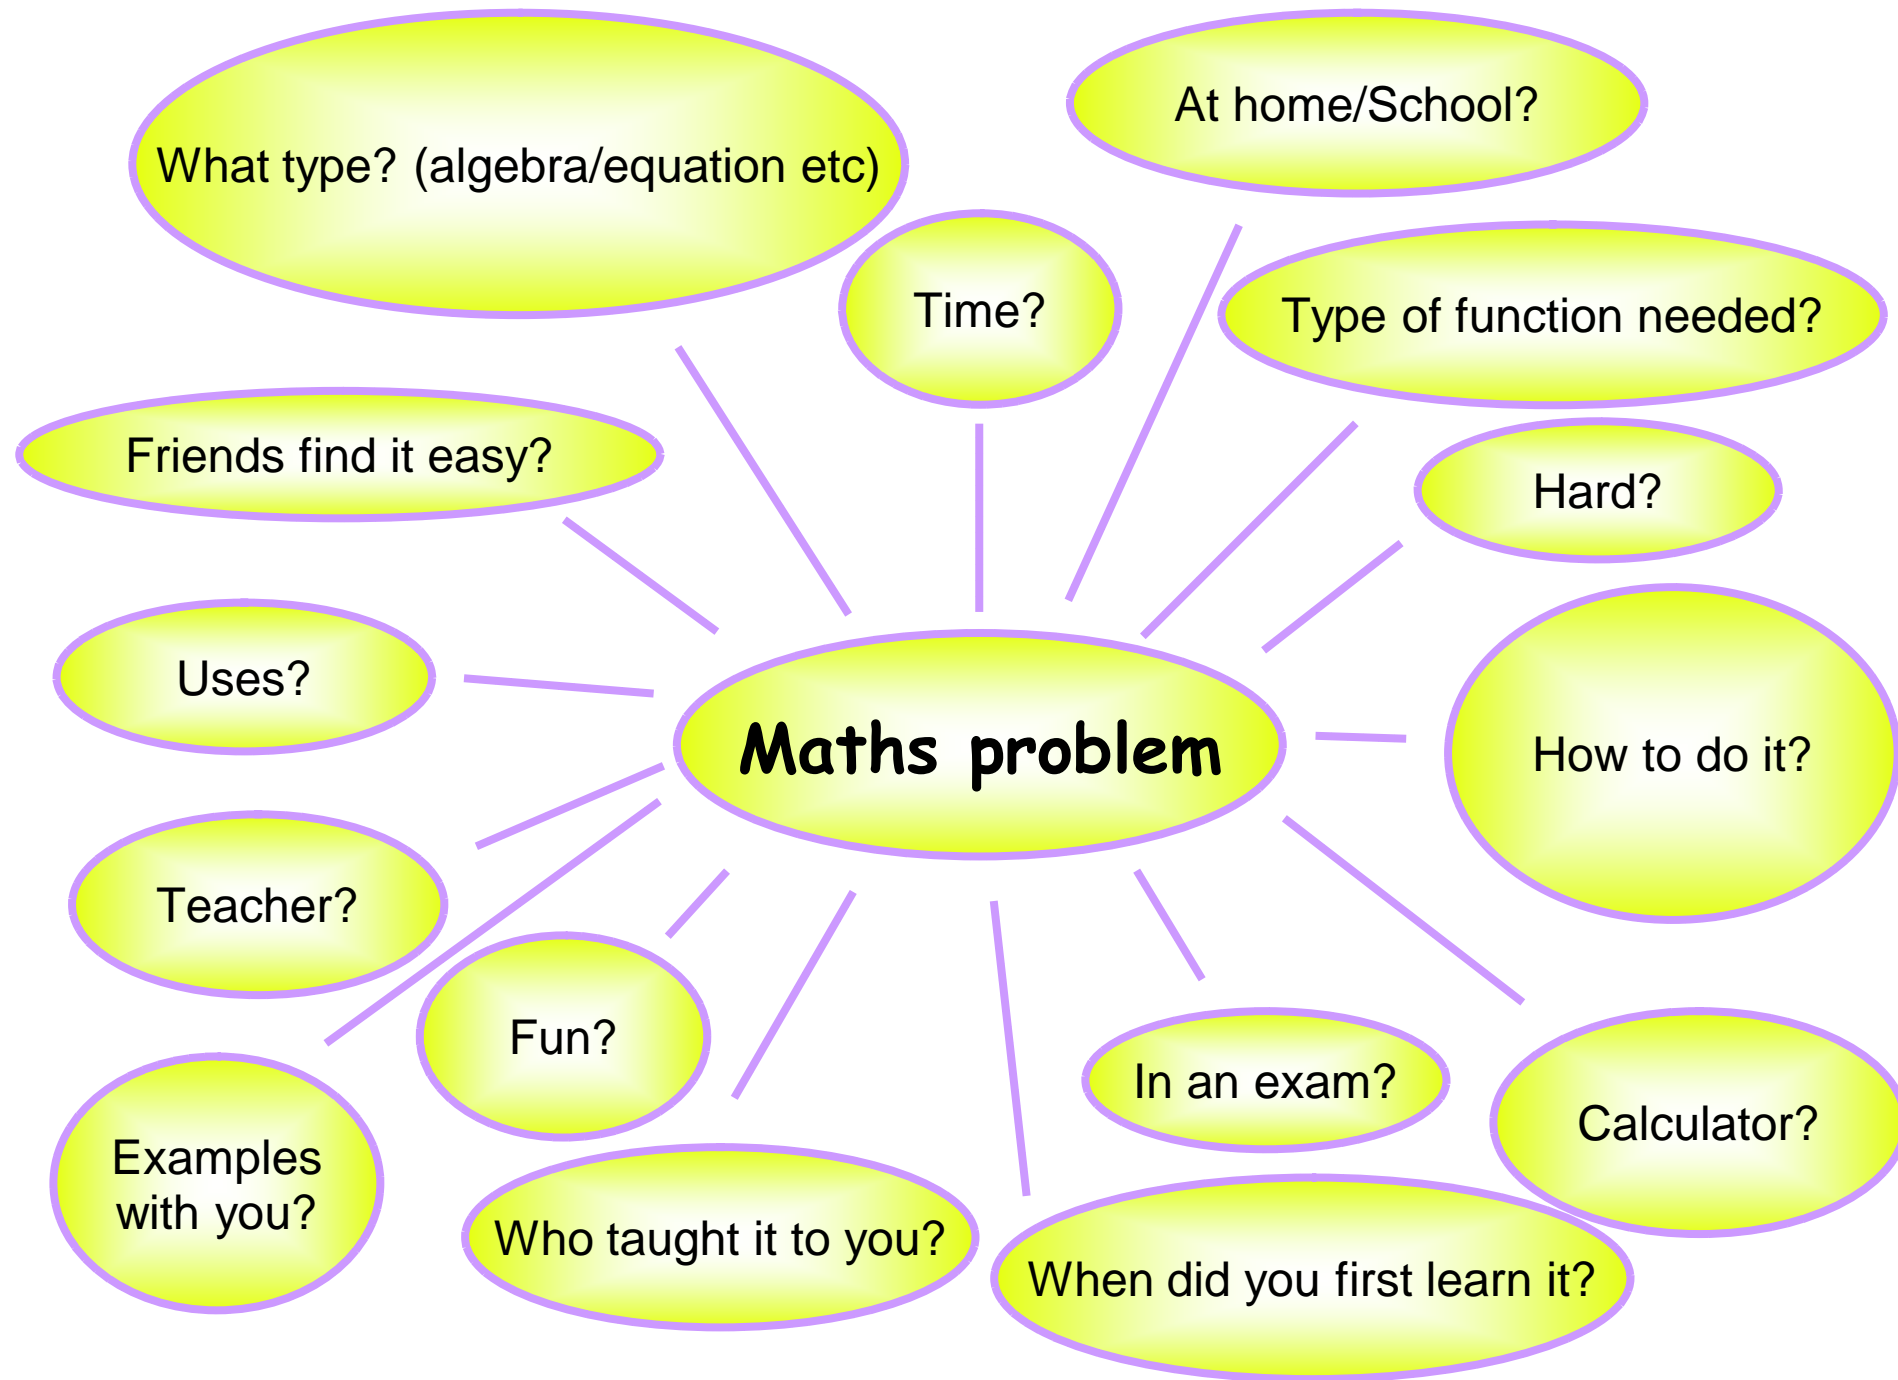 At home/School?
What type? (algebra/equation etc)
Time?
Type of function needed?
Friends find it easy?
Hard?
Uses?
Maths problem
How to do it?
Teacher?
Fun?
In an exam?
Calculator?
Examples
with you?
Who taught it to you?
When did you first learn it?